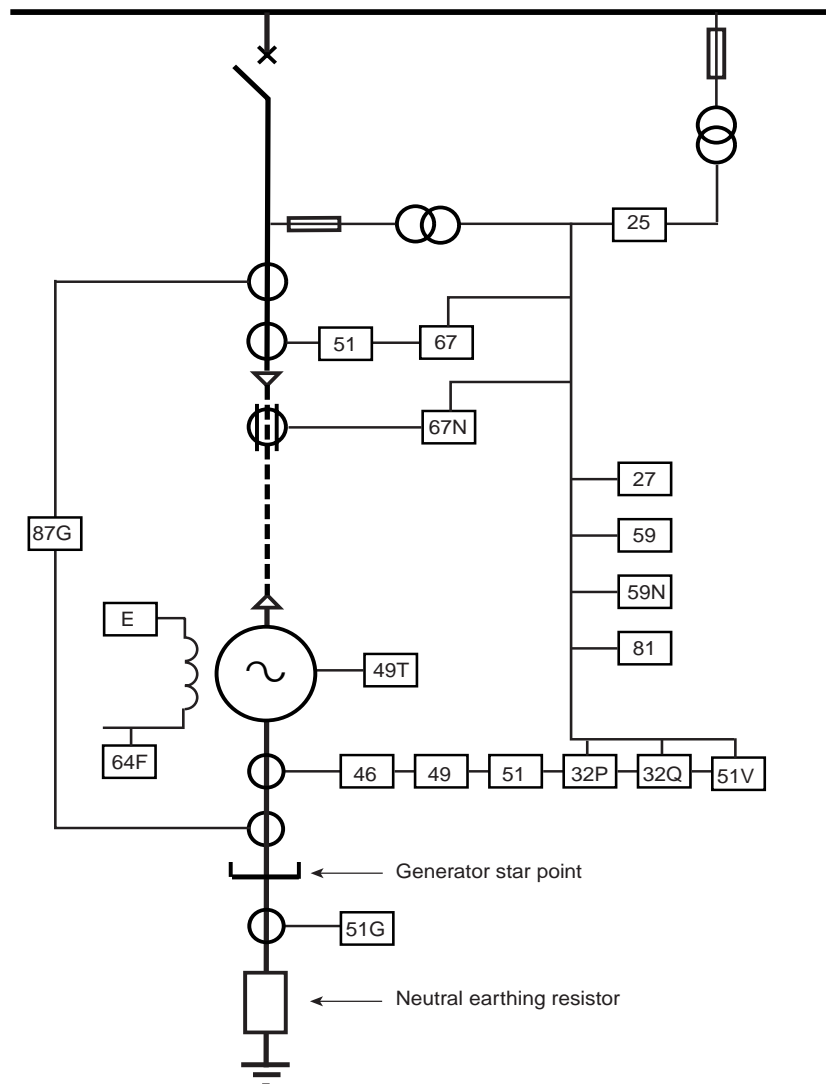 25
51
67
67N
27
87G
59
59N
E
81
49T
64F
46
49
51
32P
32Q
51V
Generator star point
51G
Neutral earthing resistor